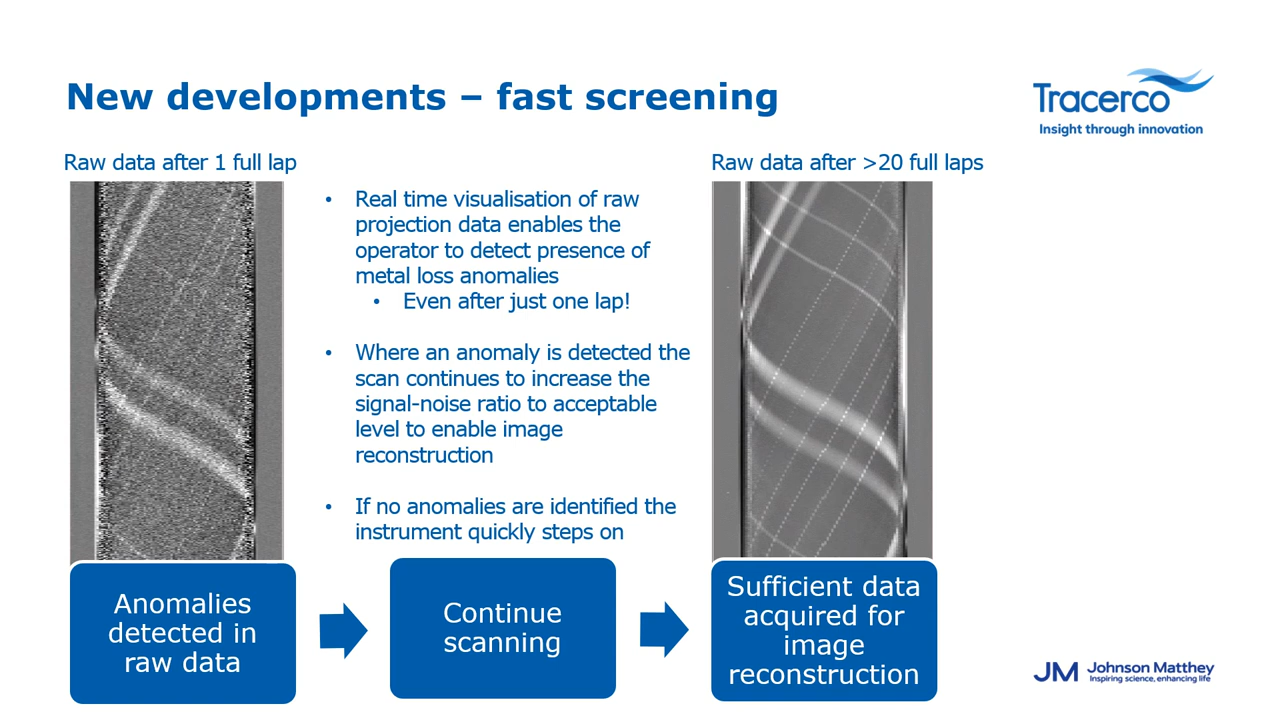 New developments – fast screening
Tracerco
Insight through innovation
Raw data after 1 full lap
Raw data after >20 full laps
• Real time visualisation of raw
projection data enables the
operator to detect presence of
metal loss anomalies
• Even after just one lap!
• Where an anomaly is detected the
scan continues to increase the
signal-noise ratio to acceptable
level to enable image
reconstruction
• If no anomalies are identified the
instrument quickly steps on
Anomalies
detected in
raw data
Continue
scanning
Sufficient data
acquired for
image
reconstruction
JM Johnson Matthey
Inspiring science, enhancing life